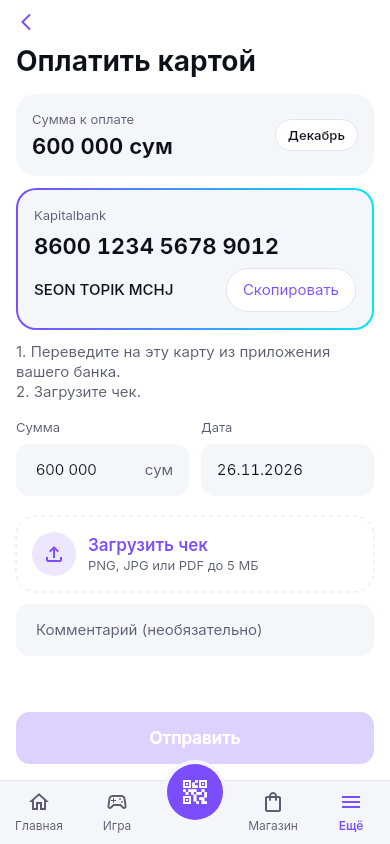 Оплатить картой
Сумма к оплате
600 000 сум
Декабрь
Kapitalbank
8600 1234 5678 9012
SEON TOPIK MCHJ
Скопировать
1. Переведите на эту карту из приложения
вашего банка.
2. Загрузите чек.
Сумма
Дата
600 000 сум
26.11.2026
Загрузить чек
PNG, JPG или PDF до 5 МБ
Комментарий (необязательно)
Отправить
Главная
Игра
Магазин
Ещё